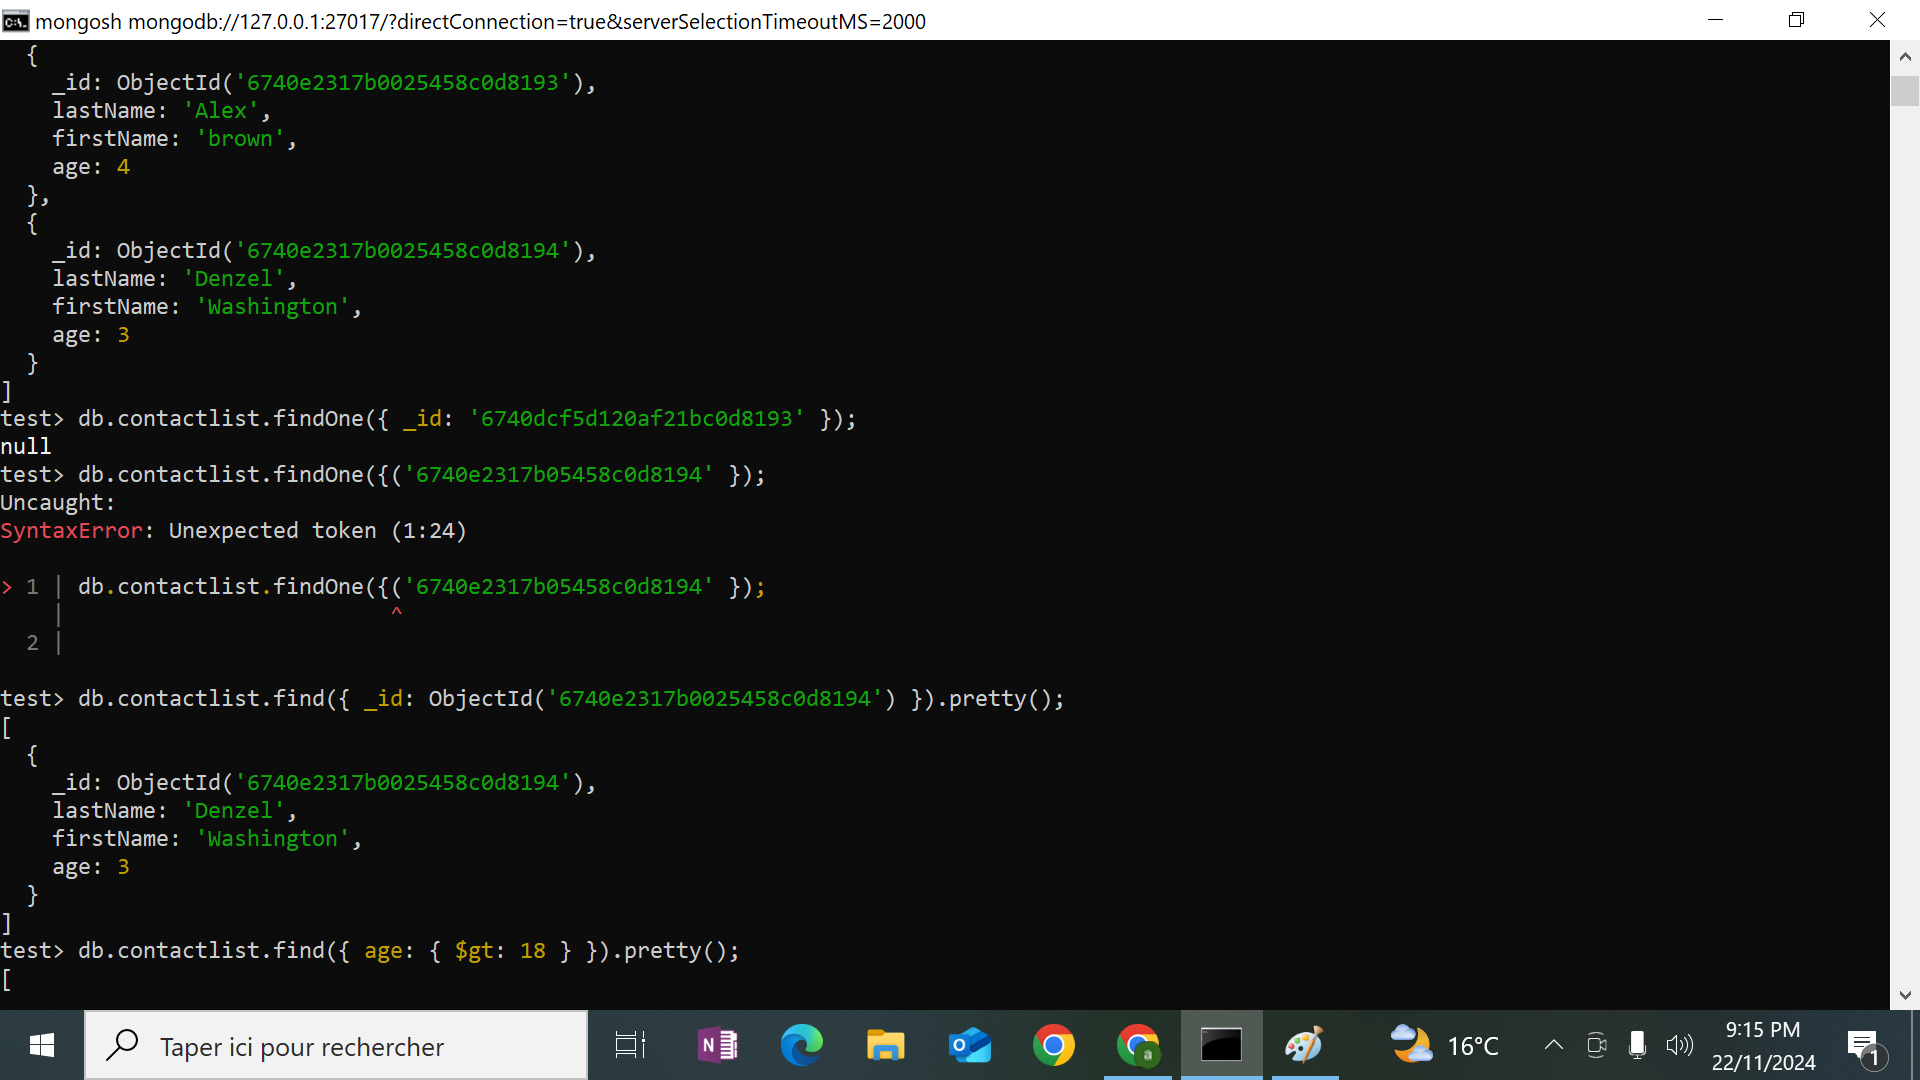 mongosh mongodb://127.0.0.1:27017/?directConnection=true&serverSelectionTimeoutMS=2000
  {
    _id: ObjectId('6740e2317b0025458c0d8193'),
    lastName: 'Alex',
    firstName: 'brown',
    age: 4
  },
  {
    _id: ObjectId('6740e2317b0025458c0d8194'),
    lastName: 'Denzel',
    firstName: 'Washington',
    age: 3
  }
]
test> db.contactlist.findOne({ _id: '6740dcf5d120af21bc0d8193' });
null
test> db.contactlist.findOne({('6740e2317b05458c0d8194' });
Uncaught:
SyntaxError: Unexpected token (1:24)
> 1 | db.contactlist.findOne({('6740e2317b05458c0d8194' });
    |                         ^
  2 |
test> db.contactlist.find({ _id: ObjectId('6740e2317b0025458c0d8194') }).pretty();
[
  {
    _id: ObjectId('6740e2317b0025458c0d8194'),
    lastName: 'Denzel',
    firstName: 'Washington',
    age: 3
  }
]
test> db.contactlist.find({ age: { $gt: 18 } }).pretty();
[
Taper ici pour rechercher
N
o
a
16°C
9:15 PM
22/11/2024
1